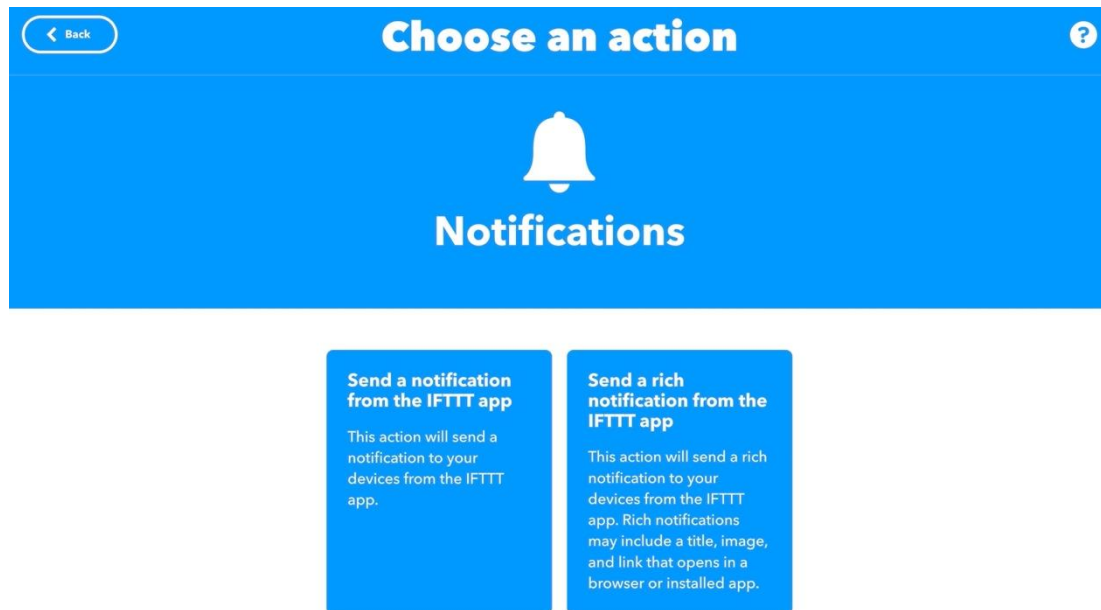 Back
Choose an action
?
Notifications
Send a notification
from the IFTTT app
This action will send a
notification to your
devices from the IFTTT
app.
Send a rich
notification from the
IFTTT app
This action will send a rich
notification to your
devices from the IFTTT
app. Rich notifications
may include a title, image,
and link that opens in a
browser or installed app.